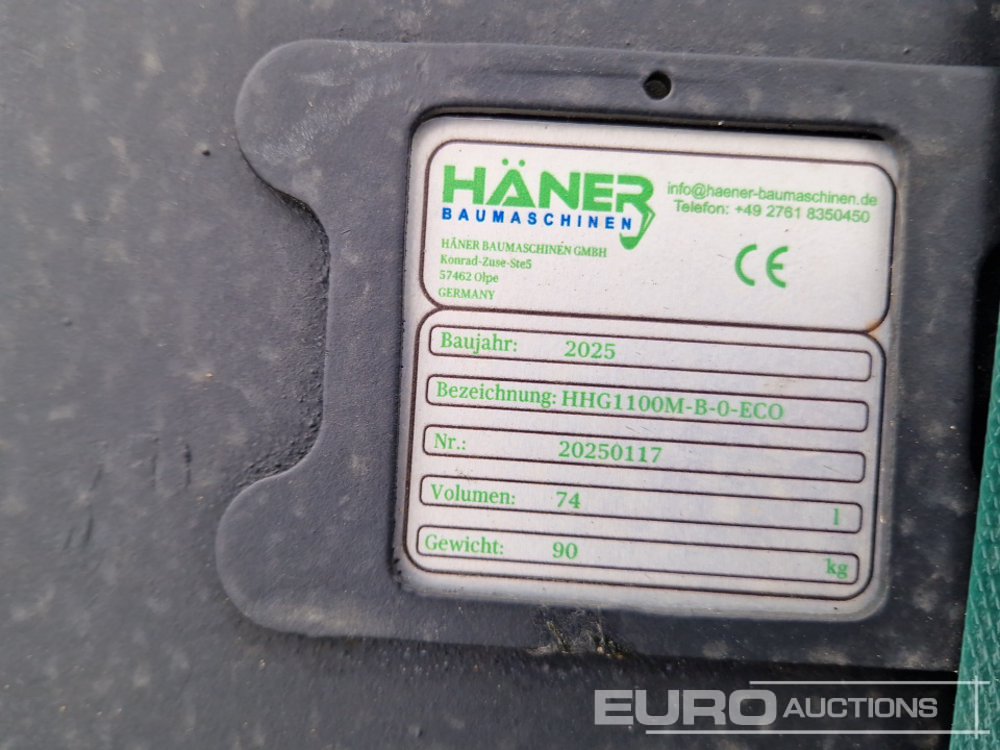 HÄNER
BAUMASCHINEN
info@haener-baumaschinen.de
Telefon: +49 2761 8350450
HÄNER BAUMASCHINEN GMBH
Konrad-Zuse-Ste5
57462 Olpe
GERMANY
CE
Baujahr: 2025
Bezeichnung: HHG1100M-B-0-ECO
Nr.: 20250117
Volumen: 74 l
Gewicht: 90 kg
EURO AUCTIONS